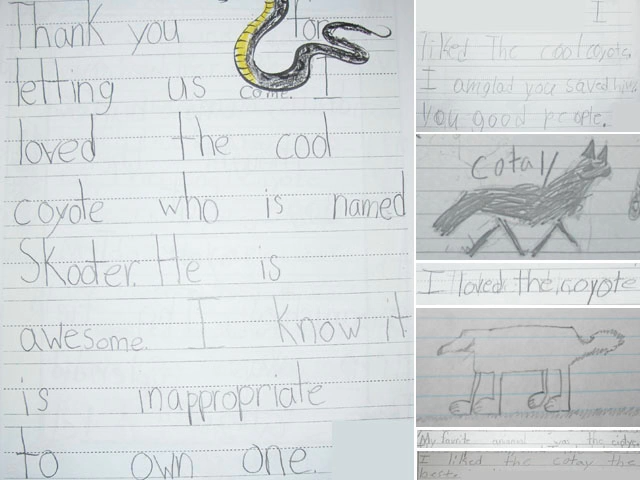 Thank you for
letting us come. I
loved the cool
coyote who is named
Skooter. He is
awesome. I know it
is inappropriate
to own one.
I
liked The cool coyote.
I am glad you saved him.
You good people.
cotay
I loved the coyote
My favorite animal was the
I liked the cotay the
best.